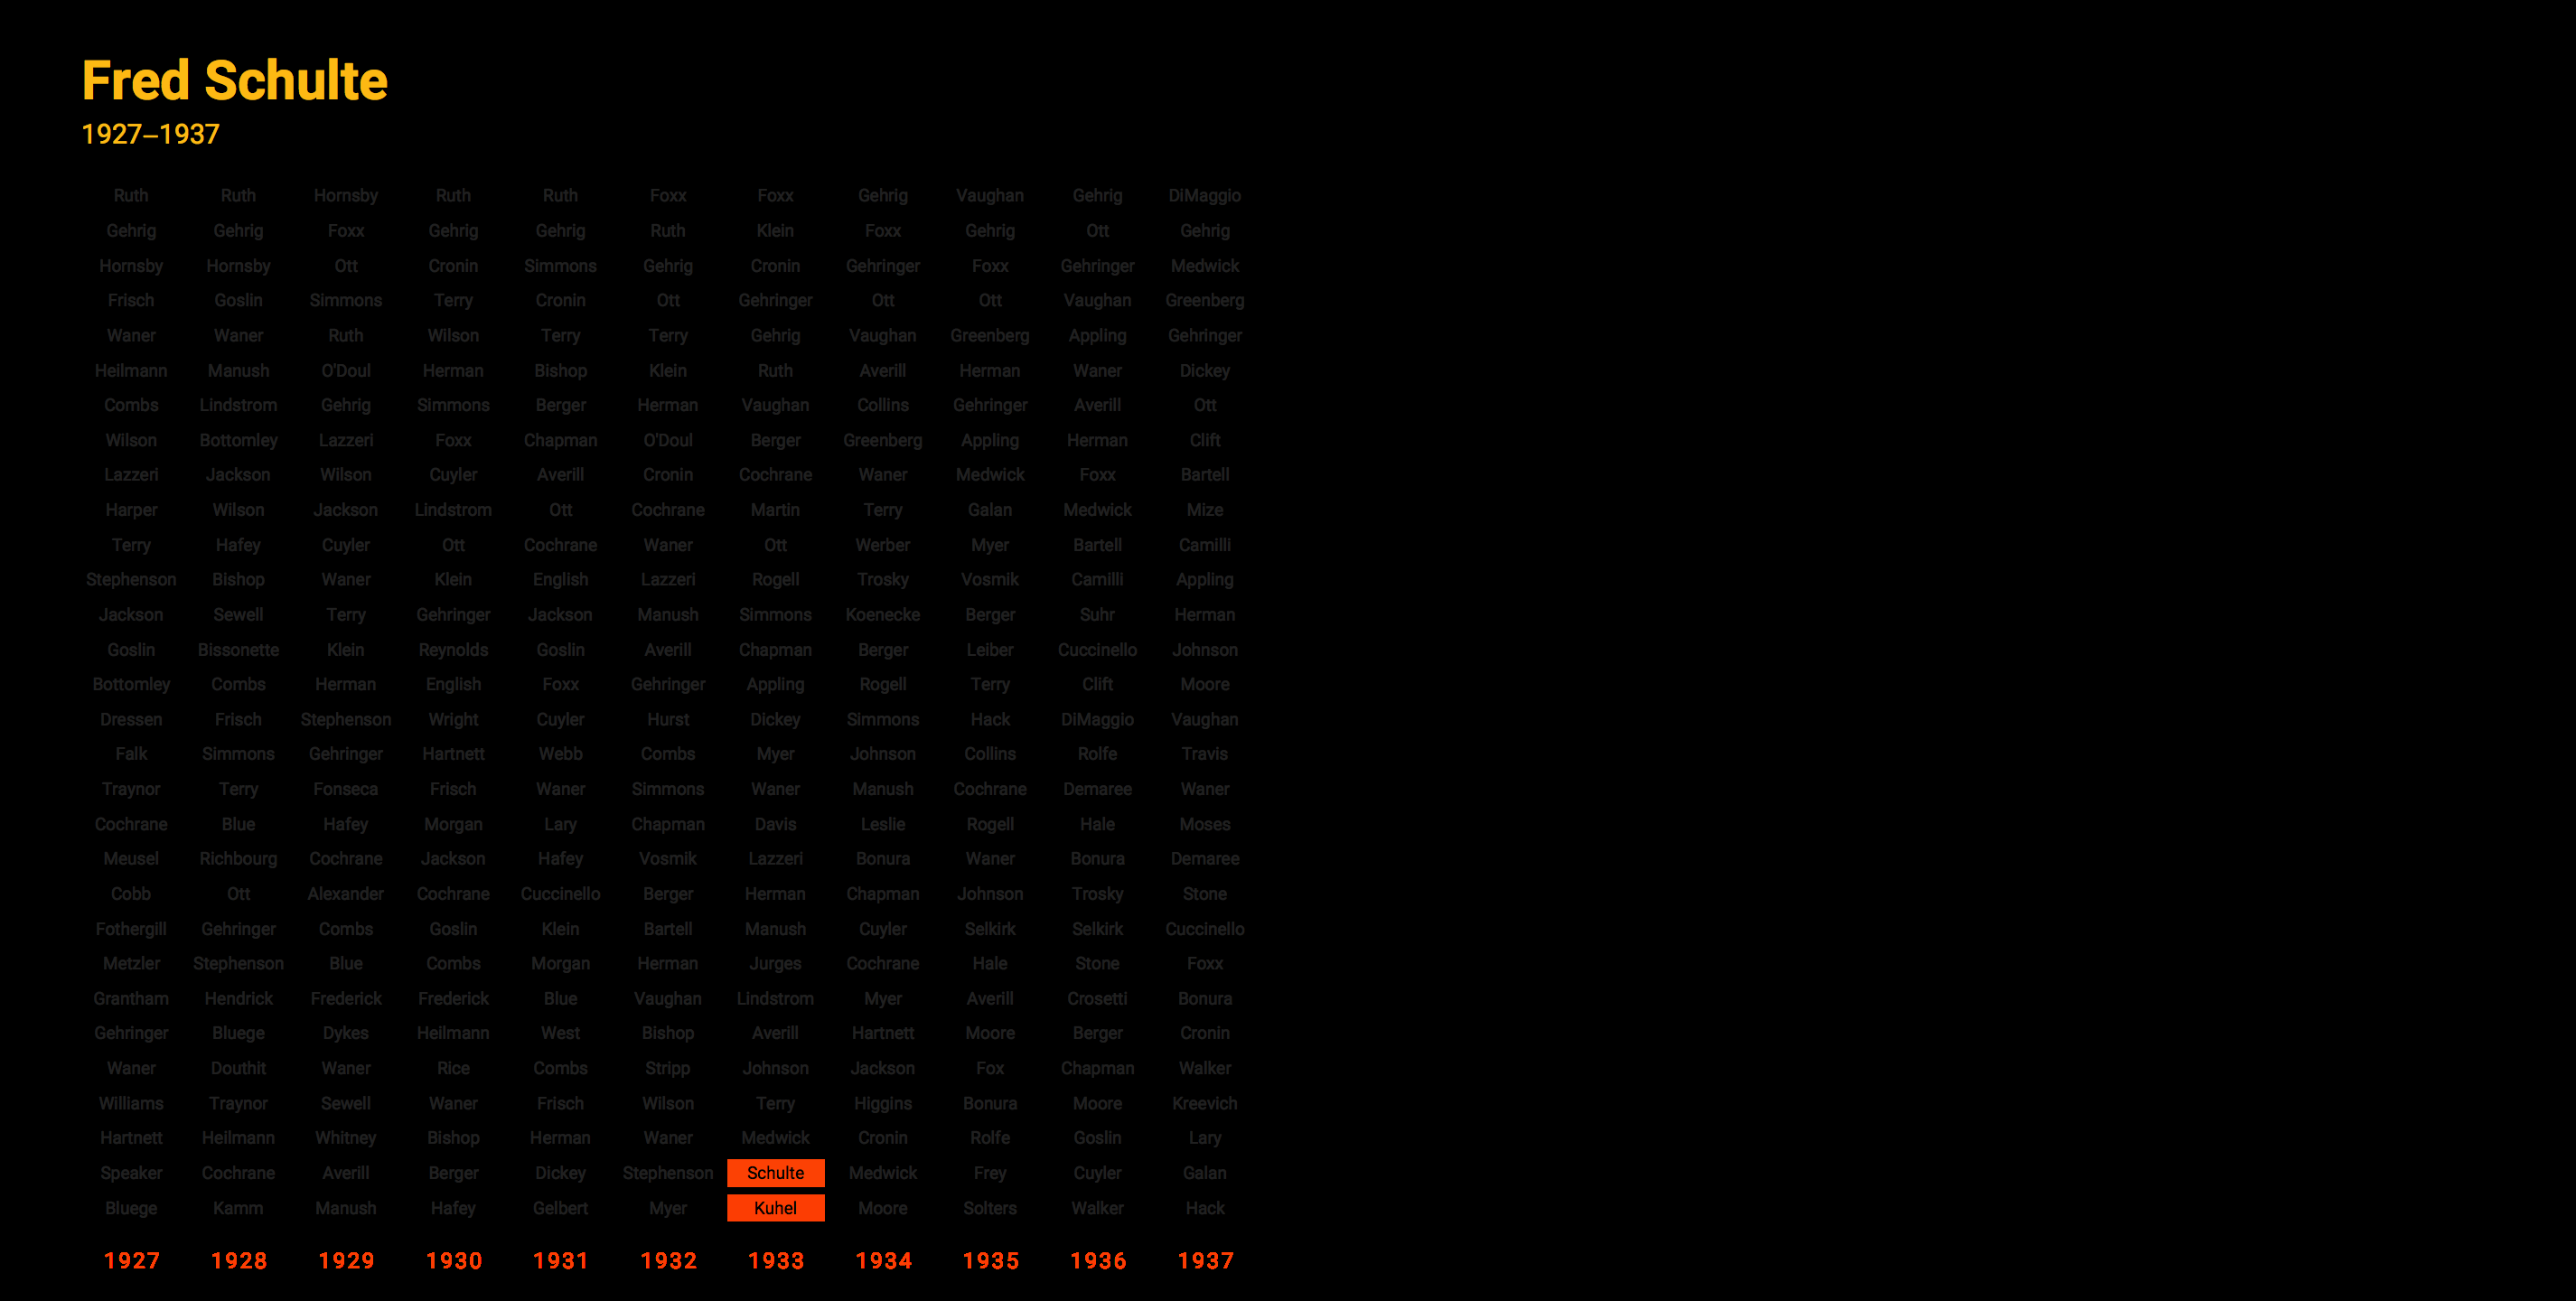 Fred Schulte
1927–1937
Ruth Ruth Hornsby Ruth Ruth Foxx Foxx Gehrig Vaughan Gehrig DiMaggio
Gehrig Gehrig Foxx Gehrig Gehrig Ruth Klein Foxx Gehrig Ott Gehrig
Hornsby Hornsby Ott Cronin Simmons Gehrig Cronin Gehringer Foxx Gehringer Medwick
Frisch Goslin Simmons Terry Cronin Ott Gehringer Ott Ott Vaughan Greenberg
Waner Waner Ruth Wilson Terry Terry Gehrig Vaughan Greenberg Appling Gehringer
Heilmann Manush O'Doul Herman Bishop Klein Ruth Averill Herman Waner Dickey
Combs Lindstrom Gehrig Simmons Berger Herman Vaughan Collins Gehringer Averill Ott
Wilson Bottomley Lazzeri Foxx Chapman O'Doul Berger Greenberg Appling Herman Clift
Lazzeri Jackson Wilson Cuyler Averill Cronin Cochrane Waner Medwick Foxx Bartell
Harper Wilson Jackson Lindstrom Ott Cochrane Martin Terry Galan Medwick Mize
Terry Hafey Cuyler Ott Cochrane Waner Ott Werber Myer Bartell Camilli
Stephenson Bishop Waner Klein English Lazzeri Rogell Trosky Vosmik Camilli Appling
Jackson Sewell Terry Gehringer Jackson Manush Simmons Koenecke Berger Suhr Herman
Goslin Bissonette Klein Reynolds Goslin Averill Chapman Berger Leiber Cuccinello Johnson
Bottomley Combs Herman English Foxx Gehringer Appling Rogell Terry Clift Moore
Dressen Frisch Stephenson Wright Cuyler Hurst Dickey Simmons Hack DiMaggio Vaughan
Falk Simmons Gehringer Hartnett Webb Combs Myer Johnson Collins Rolfe Travis
Traynor Terry Fonseca Frisch Waner Simmons Waner Manush Cochrane Demaree Waner
Cochrane Blue Hafey Morgan Lary Chapman Davis Leslie Rogell Hale Moses
Meusel Richbourg Cochrane Jackson Hafey Vosmik Lazzeri Bonura Waner Bonura Demaree
Cobb Ott Alexander Cochrane Cuccinello Berger Herman Chapman Johnson Trosky Stone
Fothergill Gehringer Combs Goslin Klein Bartell Manush Cuyler Selkirk Selkirk Cuccinello
Metzler Stephenson Blue Combs Morgan Herman Jurges Cochrane Hale Stone Foxx
Grantham Hendrick Frederick Frederick Blue Vaughan Lindstrom Myer Averill Crosetti Bonura
Gehringer Bluege Dykes Heilmann West Bishop Averill Hartnett Moore Berger Cronin
Waner Douthit Waner Rice Combs Stripp Johnson Jackson Fox Chapman Walker
Williams Traynor Sewell Waner Frisch Wilson Terry Higgins Bonura Moore Kreevich
Hartnett Heilmann Whitney Bishop Herman Waner Medwick Cronin Rolfe Goslin Lary
Speaker Cochrane Averill Berger Dickey Stephenson Schulte Medwick Frey Cuyler Galan
Bluege Kamm Manush Hafey Gelbert Myer Kuhel Moore Solters Walker Hack
1927 1928 1929 1930 1931 1932 1933 1934 1935 1936 1937